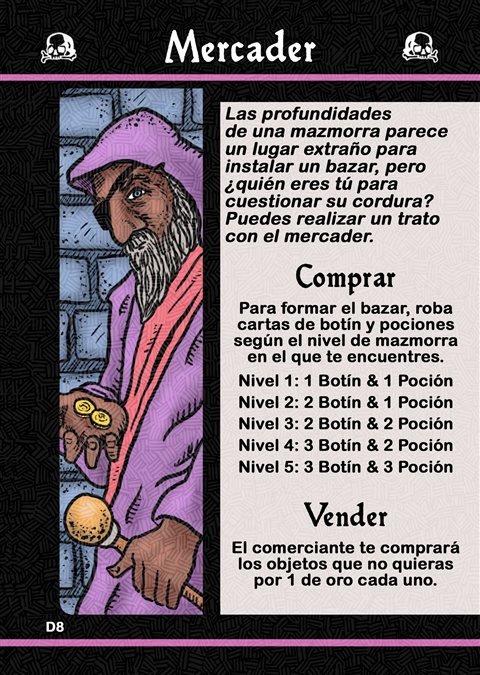 Mercader
Las profundidades
de una mazmorra parece
un lugar extraño para
instalar un bazar, pero
¿quién eres tú para
cuestionar su cordura?
Puedes realizar un trato
con el mercader.
Comprar
Para formar el bazar, roba
cartas de botín y pociones
según el nivel de mazmorra
en el que te encuentres.
Nivel 1: 1 Botín & 1 Poción
Nivel 2: 2 Botín & 1 Poción
Nivel 3: 2 Botín & 2 Poción
Nivel 4: 3 Botín & 2 Poción
Nivel 5: 3 Botín & 3 Poción
Vender
El comerciante te comprará
los objetos que no quieras
por 1 de oro cada uno.
D8